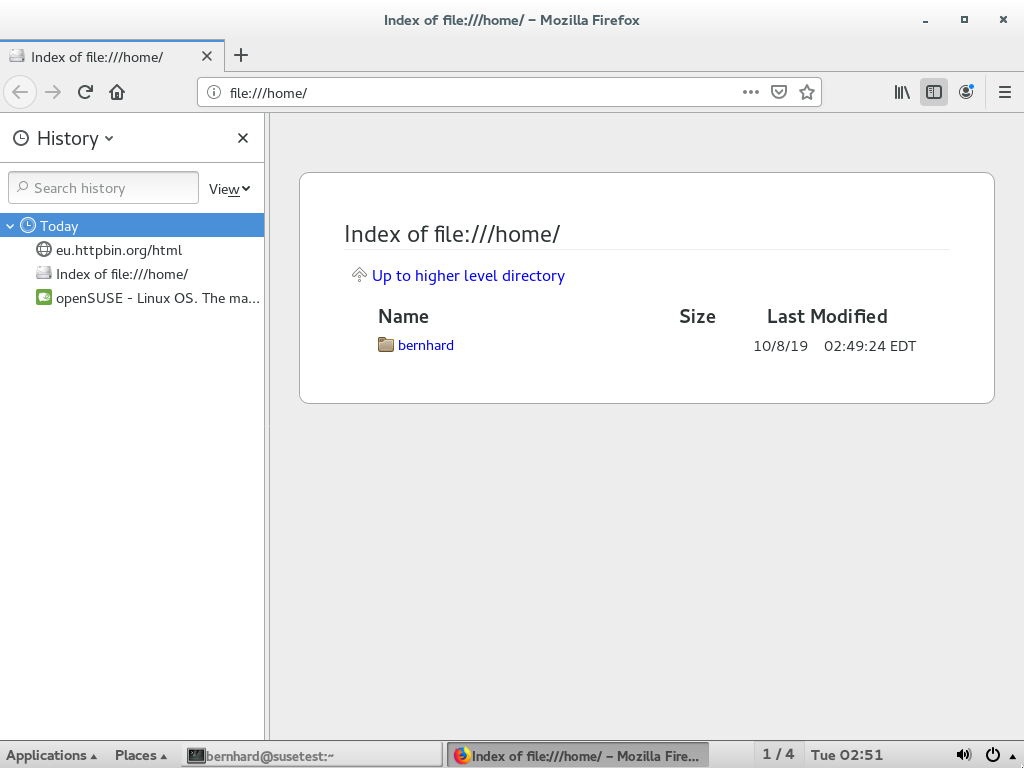 Index of file:///home/ – Mozilla Firefox
Index of file:///home/
file:///home/
History
Search history
View
Today
eu.httpbin.org/html
Index of file:///home/
openSUSE - Linux OS. The ma...
Index of file:///home/
Up to higher level directory
Name Size Last Modified
bernhard 10/8/19 02:49:24 EDT
Applications Places bernhard@susetest:~ Index of file:///home/ – Mozilla Fire... 1 / 4 Tue 02:51